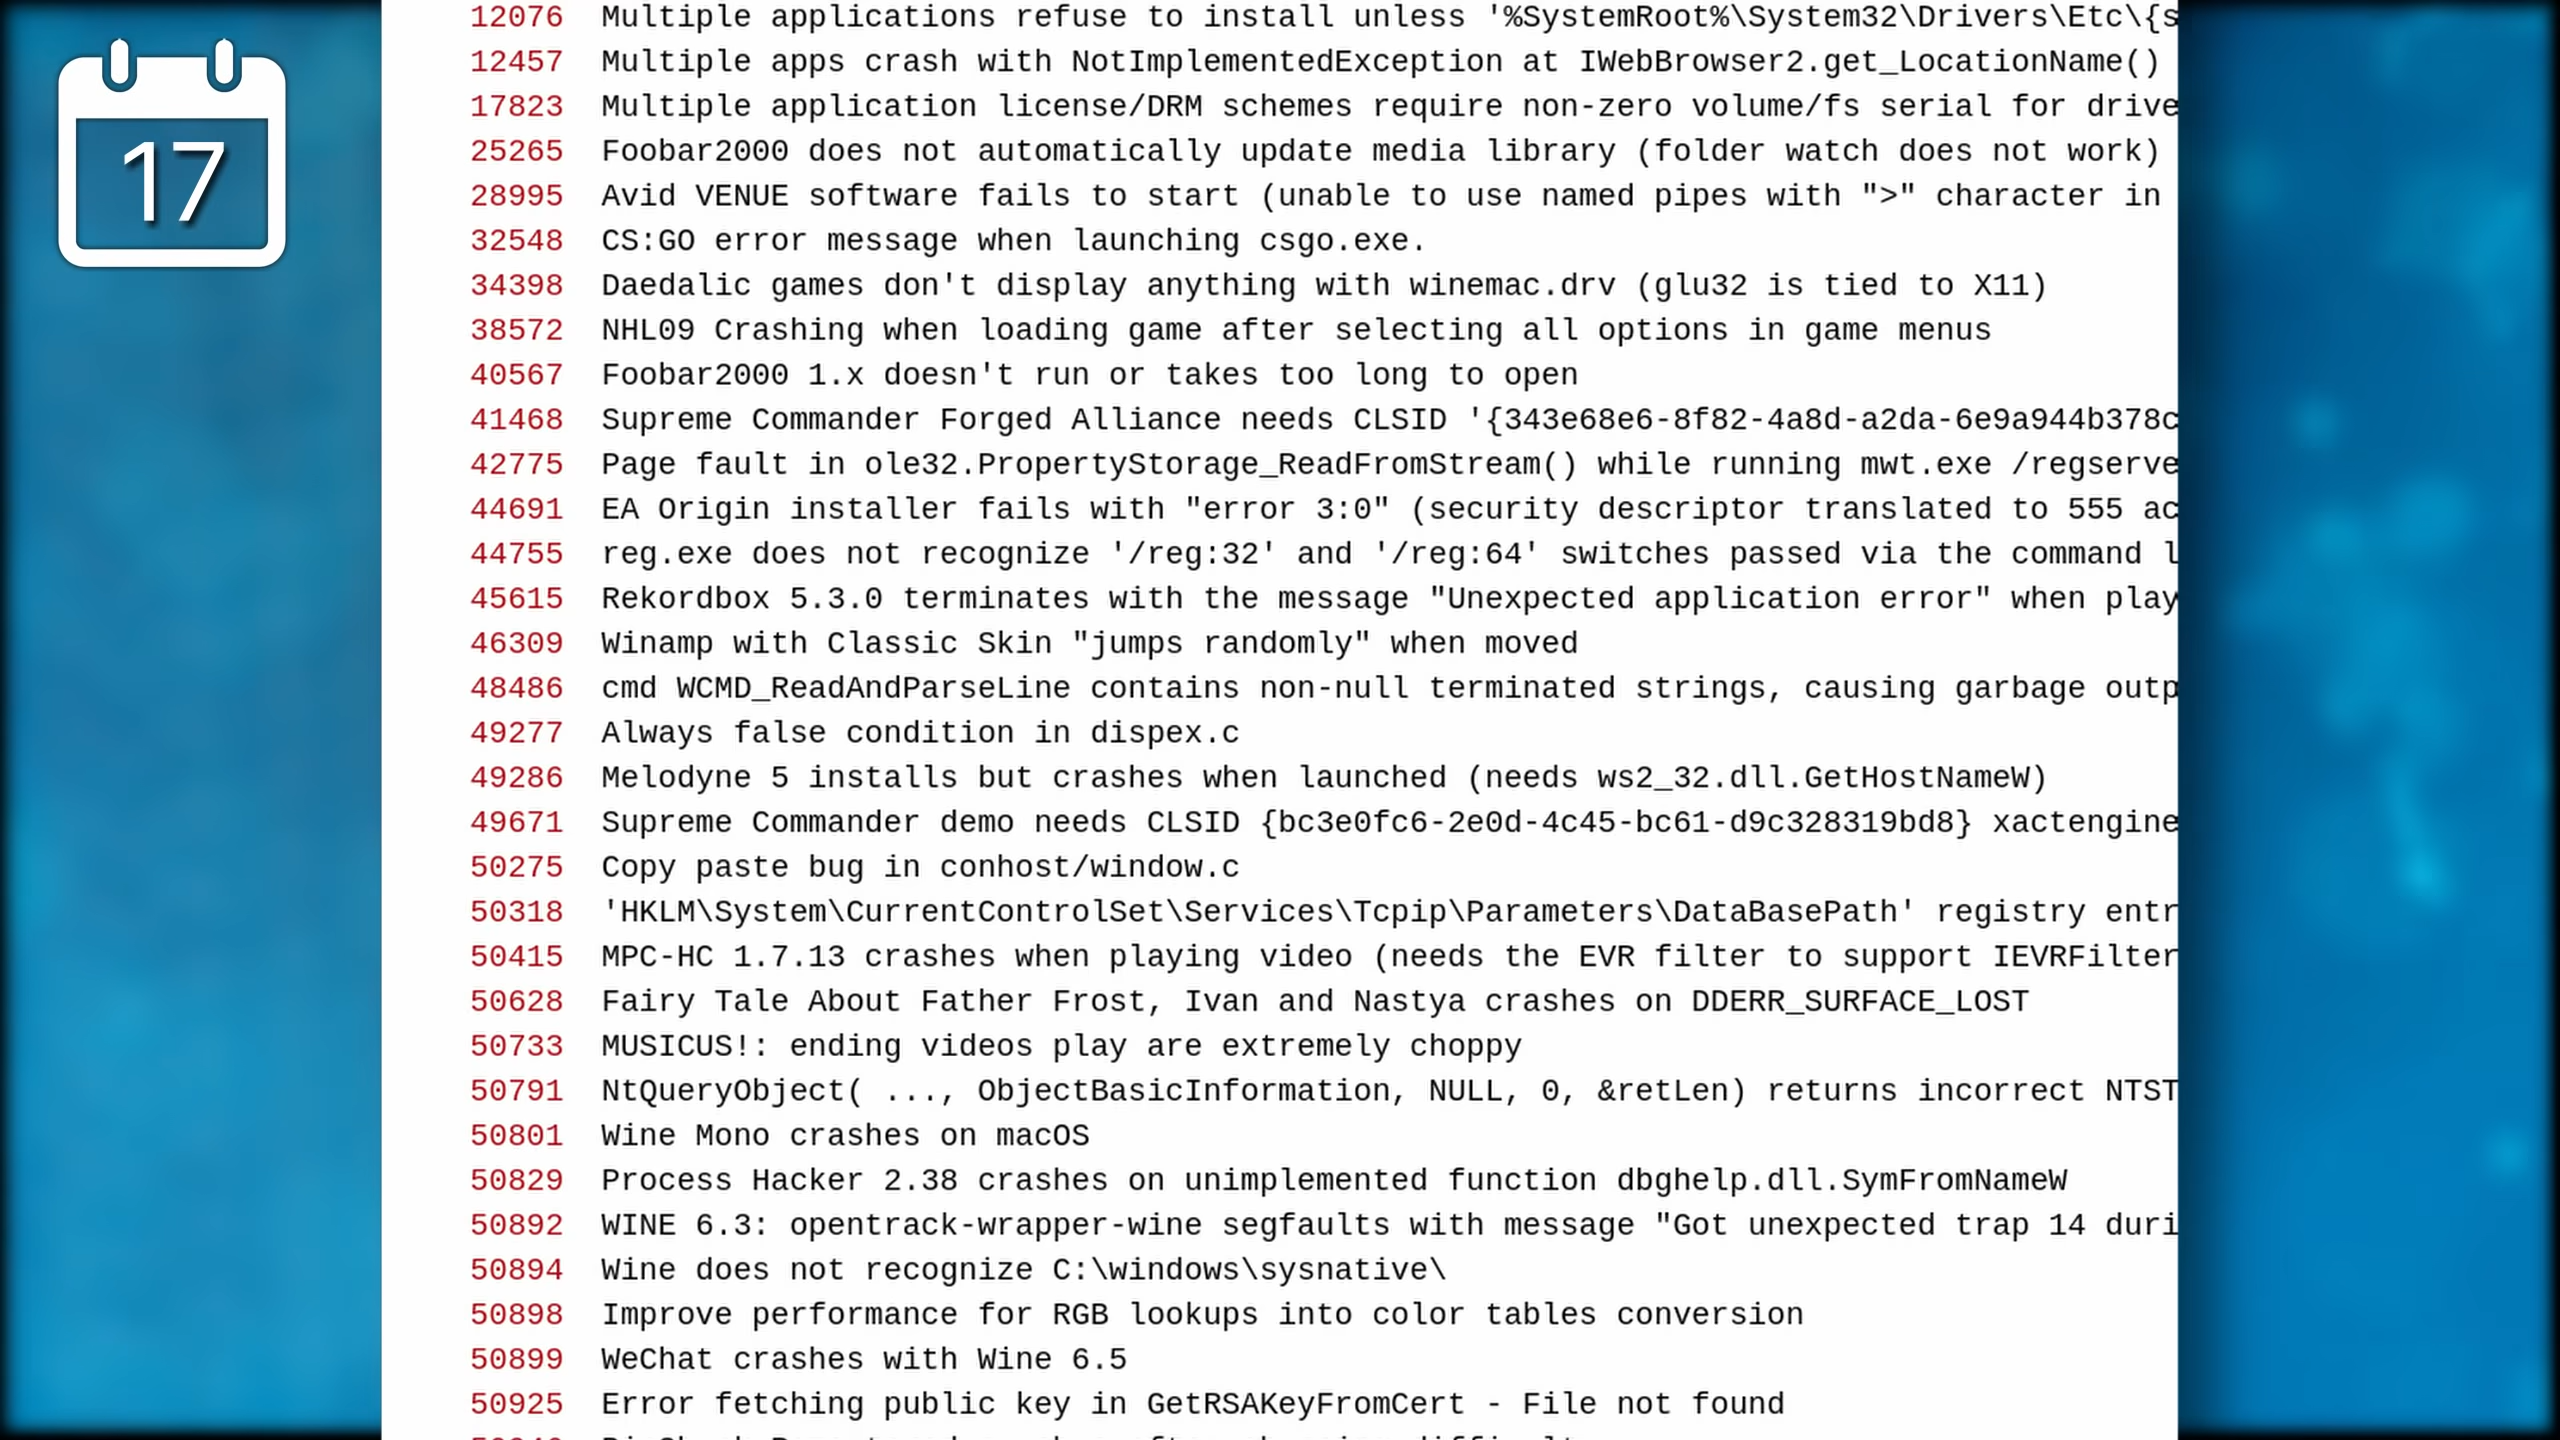 17
12076 Multiple applications refuse to install unless '%SystemRoot%\System32\Drivers\Etc\{s
12457 Multiple apps crash with NotImplementedException at IWebBrowser2.get_LocationName()
17823 Multiple application license/DRM schemes require non-zero volume/fs serial for drive
25265 Foobar2000 does not automatically update media library (folder watch does not work)
28995 Avid VENUE software fails to start (unable to use named pipes with ">" character in
32548 CS:GO error message when launching csgo.exe.
34398 Daedalic games don't display anything with winemac.drv (glu32 is tied to X11)
38572 NHL09 Crashing when loading game after selecting all options in game menus
40567 Foobar2000 1.x doesn't run or takes too long to open
41468 Supreme Commander Forged Alliance needs CLSID '{343e68e6-8f82-4a8d-a2da-6e9a944b378c
42775 Page fault in ole32.PropertyStorage_ReadFromStream() while running mwt.exe /regserve
44691 EA Origin installer fails with "error 3:0" (security descriptor translated to 555 ac
44755 reg.exe does not recognize '/reg:32' and '/reg:64' switches passed via the command l
45615 Rekordbox 5.3.0 terminates with the message "Unexpected application error" when play
46309 Winamp with Classic Skin "jumps randomly" when moved
48486 cmd WCMD_ReadAndParseLine contains non-null terminated strings, causing garbage outp
49277 Always false condition in dispex.c
49286 Melodyne 5 installs but crashes when launched (needs ws2_32.dll.GetHostNameW)
49671 Supreme Commander demo needs CLSID {bc3e0fc6-2e0d-4c45-bc61-d9c328319bd8} xactengine
50275 Copy paste bug in conhost/window.c
50318 'HKLM\System\CurrentControlSet\Services\Tcpip\Parameters\DataBasePath' registry entr
50415 MPC-HC 1.7.13 crashes when playing video (needs the EVR filter to support IEVRFilter
50628 Fairy Tale About Father Frost, Ivan and Nastya crashes on DDERR_SURFACE_LOST
50733 MUSICUS!: ending videos play are extremely choppy
50791 NtQueryObject( ..., ObjectBasicInformation, NULL, 0, &retLen) returns incorrect NTST
50801 Wine Mono crashes on macOS
50829 Process Hacker 2.38 crashes on unimplemented function dbghelp.dll.SymFromNameW
50892 WINE 6.3: opentrack-wrapper-wine segfaults with message "Got unexpected trap 14 duri
50894 Wine does not recognize C:\windows\sysnative\
50898 Improve performance for RGB lookups into color tables conversion
50899 WeChat crashes with Wine 6.5
50925 Error fetching public key in GetRSAKeyFromCert - File not found